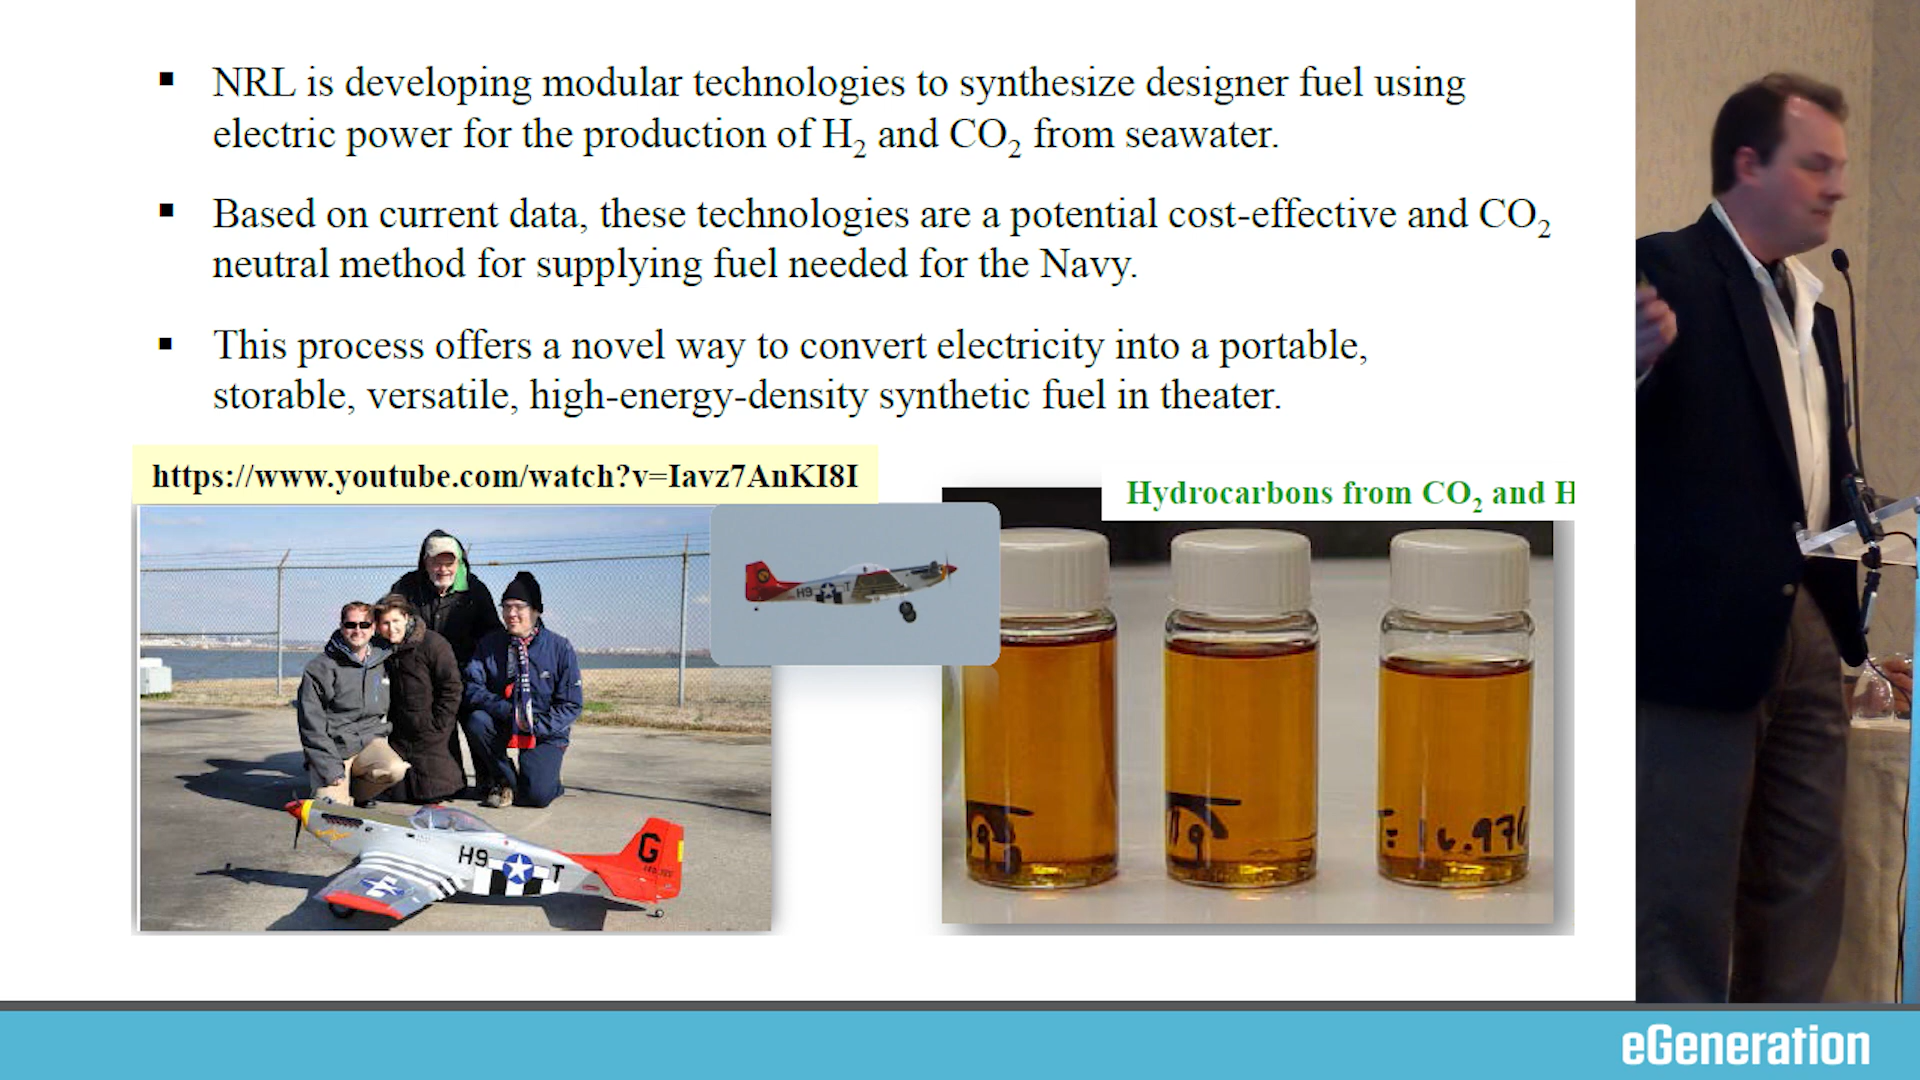 ▪ NRL is developing modular technologies to synthesize designer fuel using
electric power for the production of H₂ and CO₂ from seawater.
▪ Based on current data, these technologies are a potential cost-effective and CO₂
neutral method for supplying fuel needed for the Navy.
▪ This process offers a novel way to convert electricity into a portable,
storable, versatile, high-energy-density synthetic fuel in theater.
https://www.youtube.com/watch?v=Iavz7AnKI8I
Hydrocarbons from CO₂ and H
H9 T
H9 T
G
6.976
eGeneration